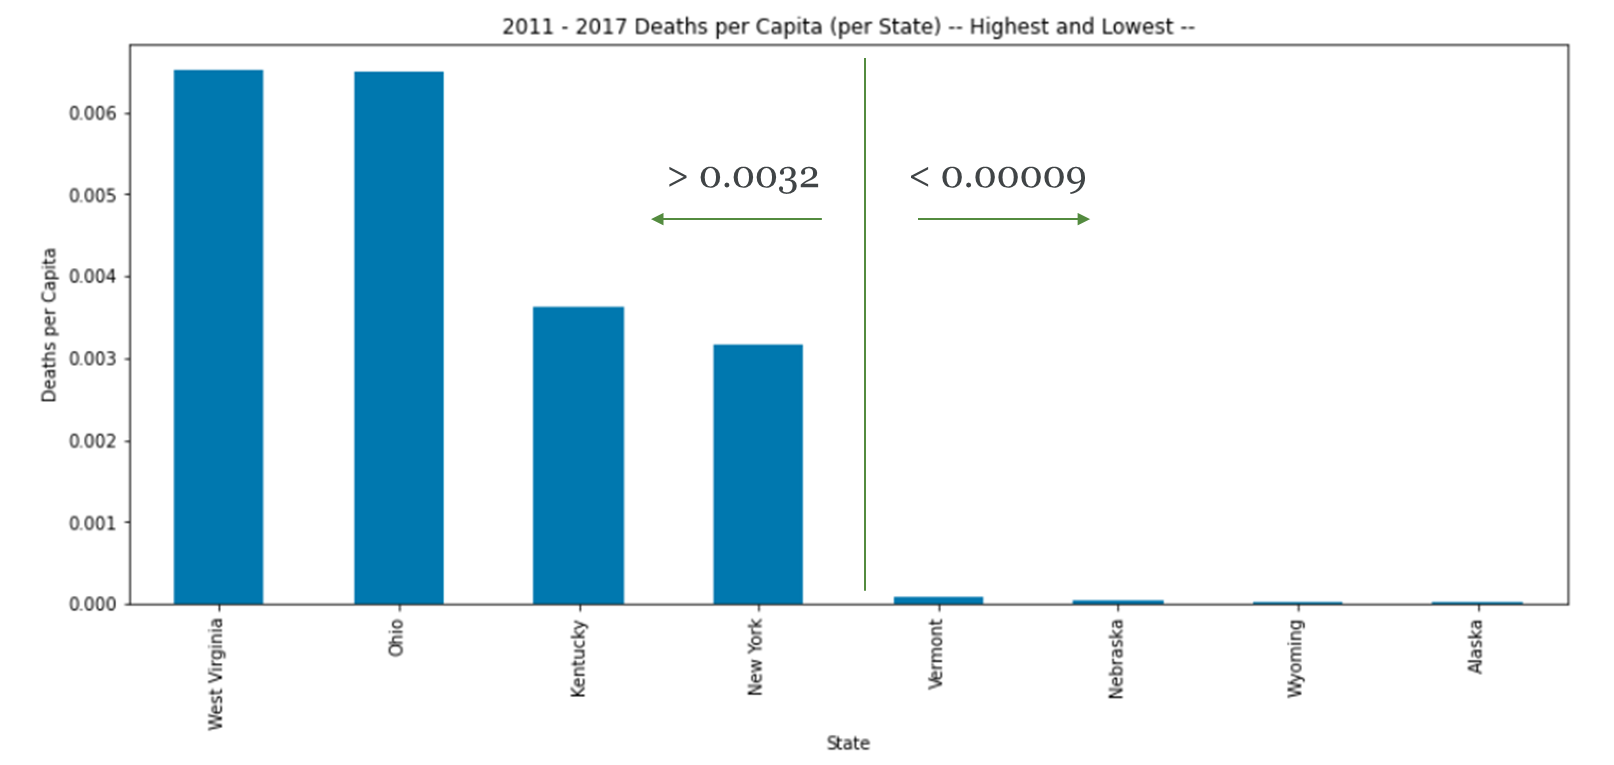 2011 - 2017 Deaths per Capita (per State) -- Highest and Lowest --
Deaths per Capita
0.006
0.005
0.004
0.003
0.002
0.001
0.000
> 0.0032
< 0.00009
West Virginia
Ohio
Kentucky
New York
Vermont
Nebraska
Wyoming
Alaska
State